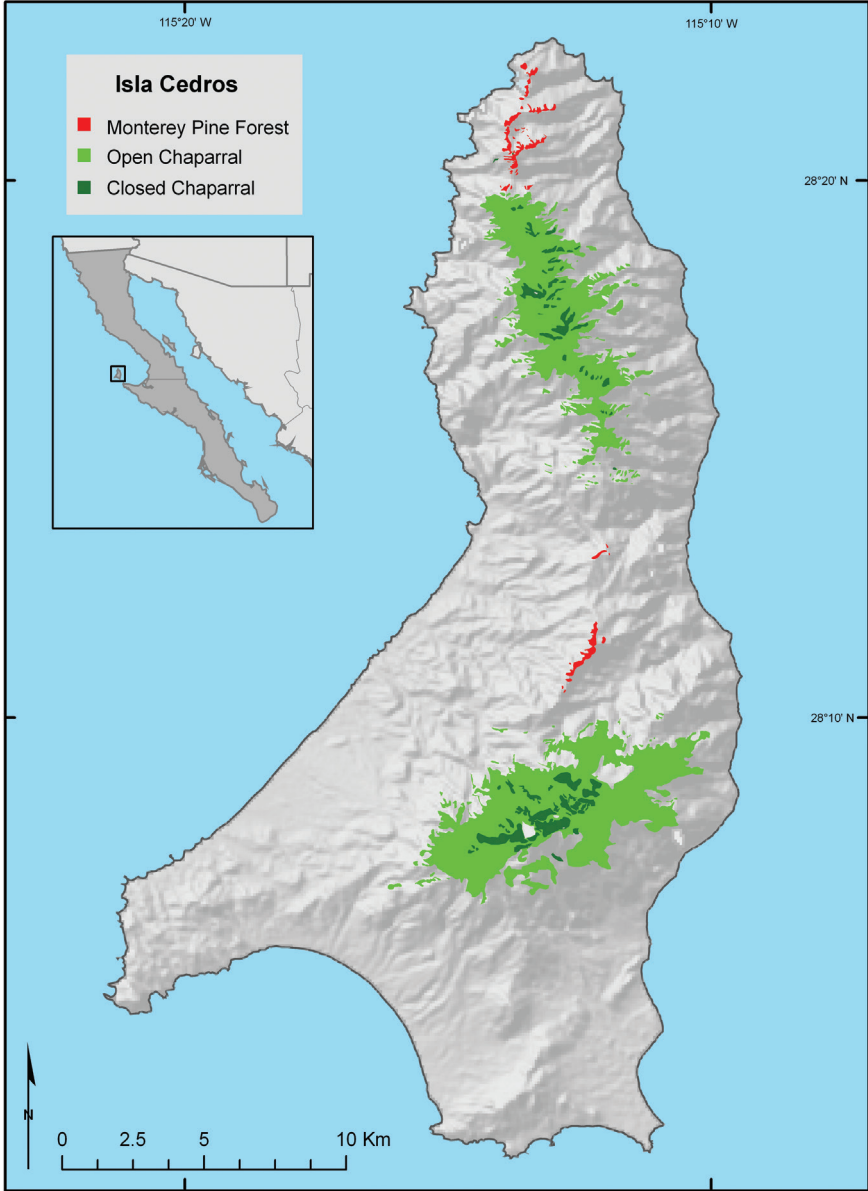 115°20' W
115°10' W
Isla Cedros
Monterey Pine Forest
Open Chaparral
Closed Chaparral
28°20' N
28°10' N
N
0 2.5 5 10 Km